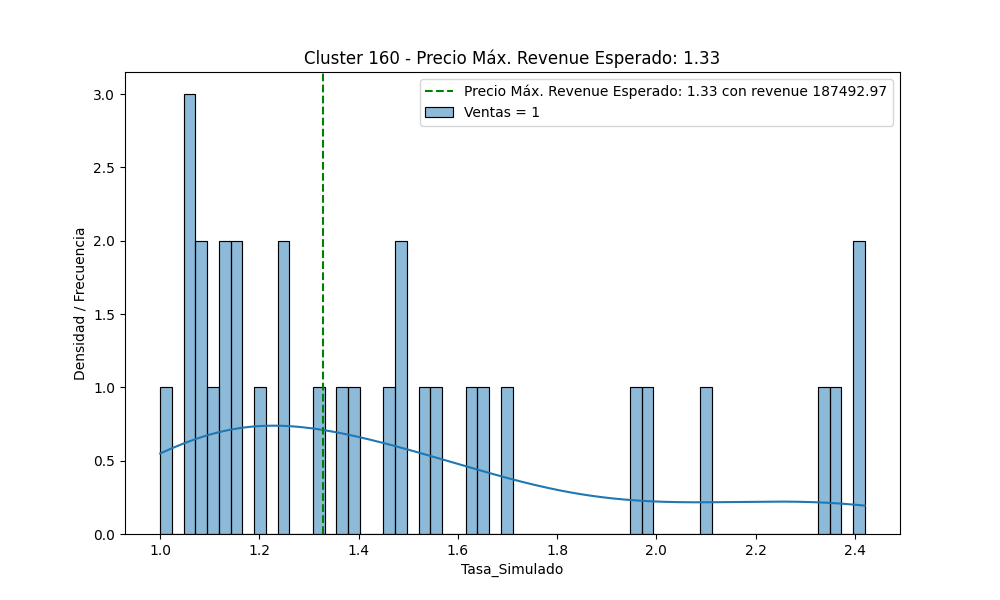 Cluster 160 - Precio Máx. Revenue Esperado: 1.33
Precio Máx. Revenue Esperado: 1.33 con revenue 187492.97
Ventas = 1
Densidad / Frecuencia
3.0
2.5
2.0
1.5
1.0
0.5
0.0
1.0 1.2 1.4 1.6 1.8 2.0 2.2 2.4
Tasa_Simulado